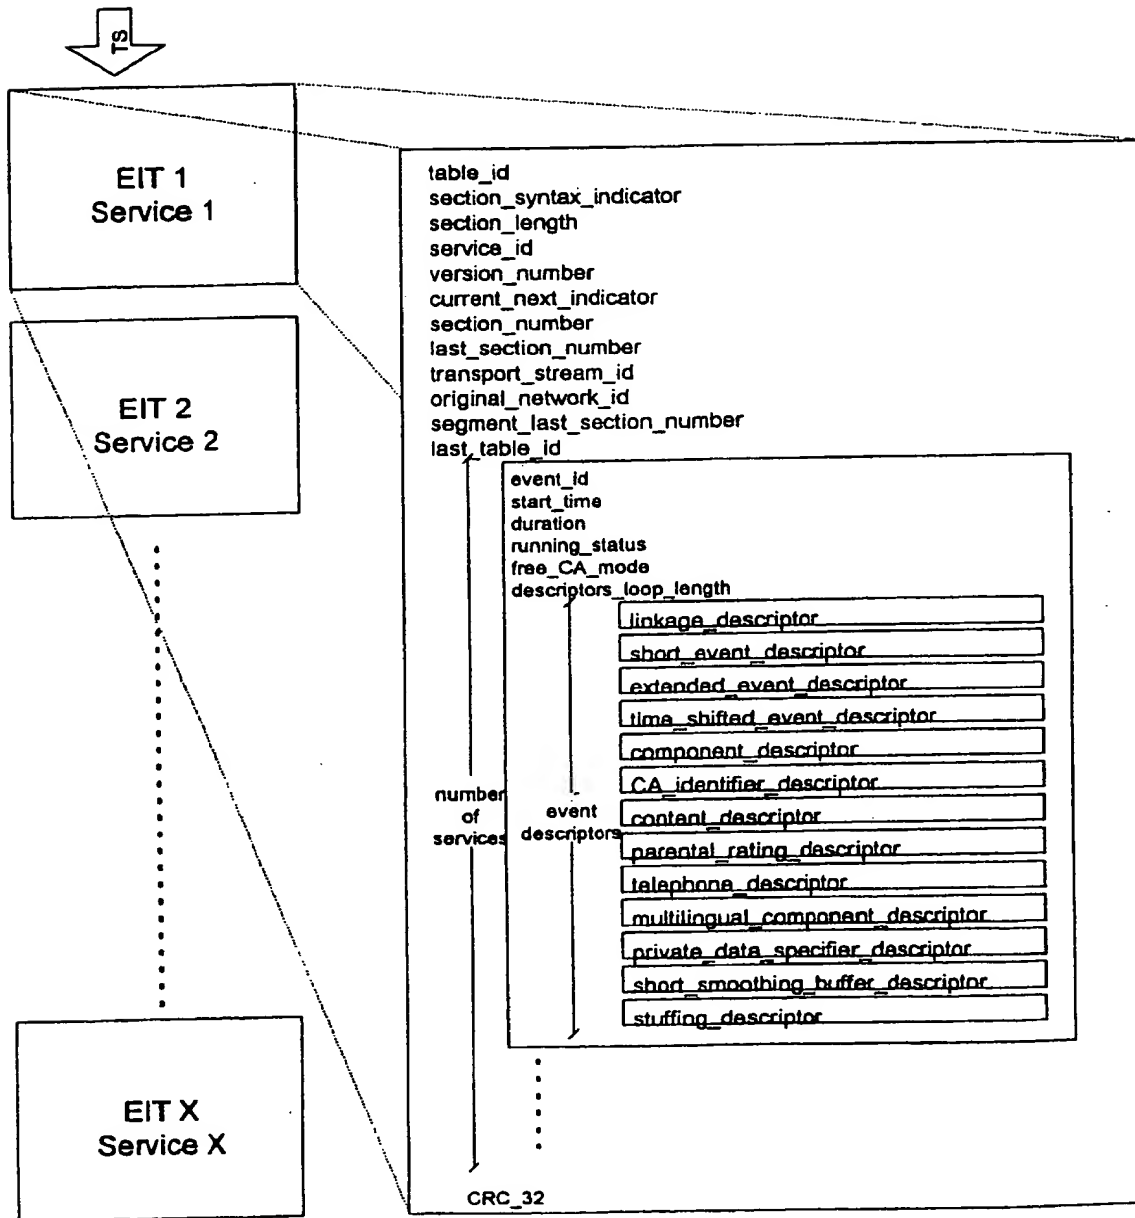 TS
EIT 1
Service 1
EIT 2
Service 2
EIT X
Service X
table_id
section_syntax_indicator
section_length
service_id
version_number
current_next_indicator
section_number
last_section_number
transport_stream_id
original_network_id
segment_last_section_number
last_table_id
number
of
services
event_id
start_time
duration
running_status
free_CA_mode
descriptors_loop_length
event
descriptors
linkage_descriptor
short_event_descriptor
extended_event_descriptor
time_shifted_event_descriptor
component_descriptor
CA_identifier_descriptor
content_descriptor
parental_rating_descriptor
telephone_descriptor
multilingual_component_descriptor
private_data_specifier_descriptor
short_smoothing_buffer_descriptor
stuffing_descriptor
CRC_32